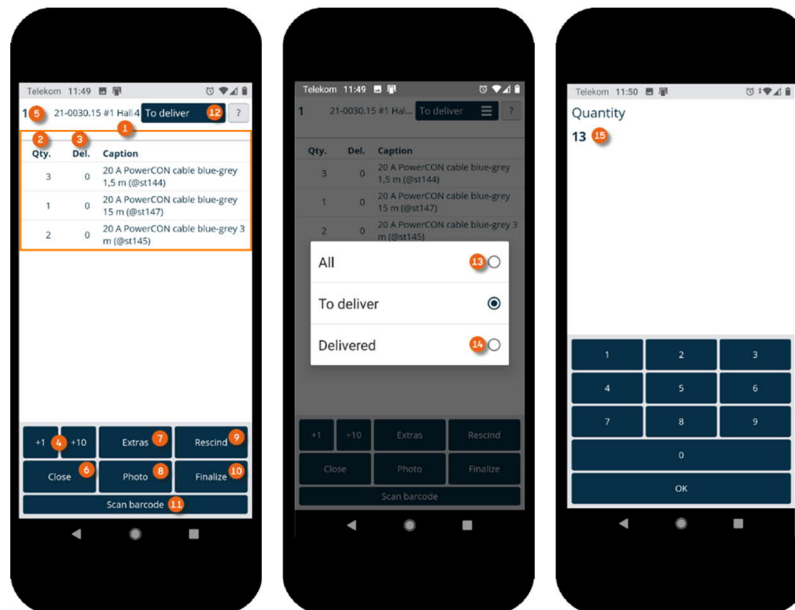 Telekom 11:49
1 5 21-0030.15 #1 Hall 4 To deliver 12 ?
1
2 3
Qty. Del. Caption
3 0 20 A PowerCON cable blue-grey
1,5 m (@st144)
1 0 20 A PowerCON cable blue-grey
15 m (@st147)
2 0 20 A PowerCON cable blue-grey 3
m (@st145)
+1 4 +10 Extras 7 Rescind 9
Close 6 Photo 8 Finalize 10
Scan barcode 11
Telekom 11:49
1 21-0030.15 #1 Hal... To deliver ?
Qty. Del. Caption
3 0 20 A PowerCON cable blue-grey
1,5 m (@st144)
1 0 20 A PowerCON cable blue-grey
15 m (@st147)
2 0 20 A PowerCON cable blue-grey 3
m (@st145)
All 13
To deliver
Delivered 14
+1 +10 Extras Rescind
Close Photo Finalize
Scan barcode
Telekom 11:50
Quantity
13 15
1 2 3
4 5 6
7 8 9
0
OK